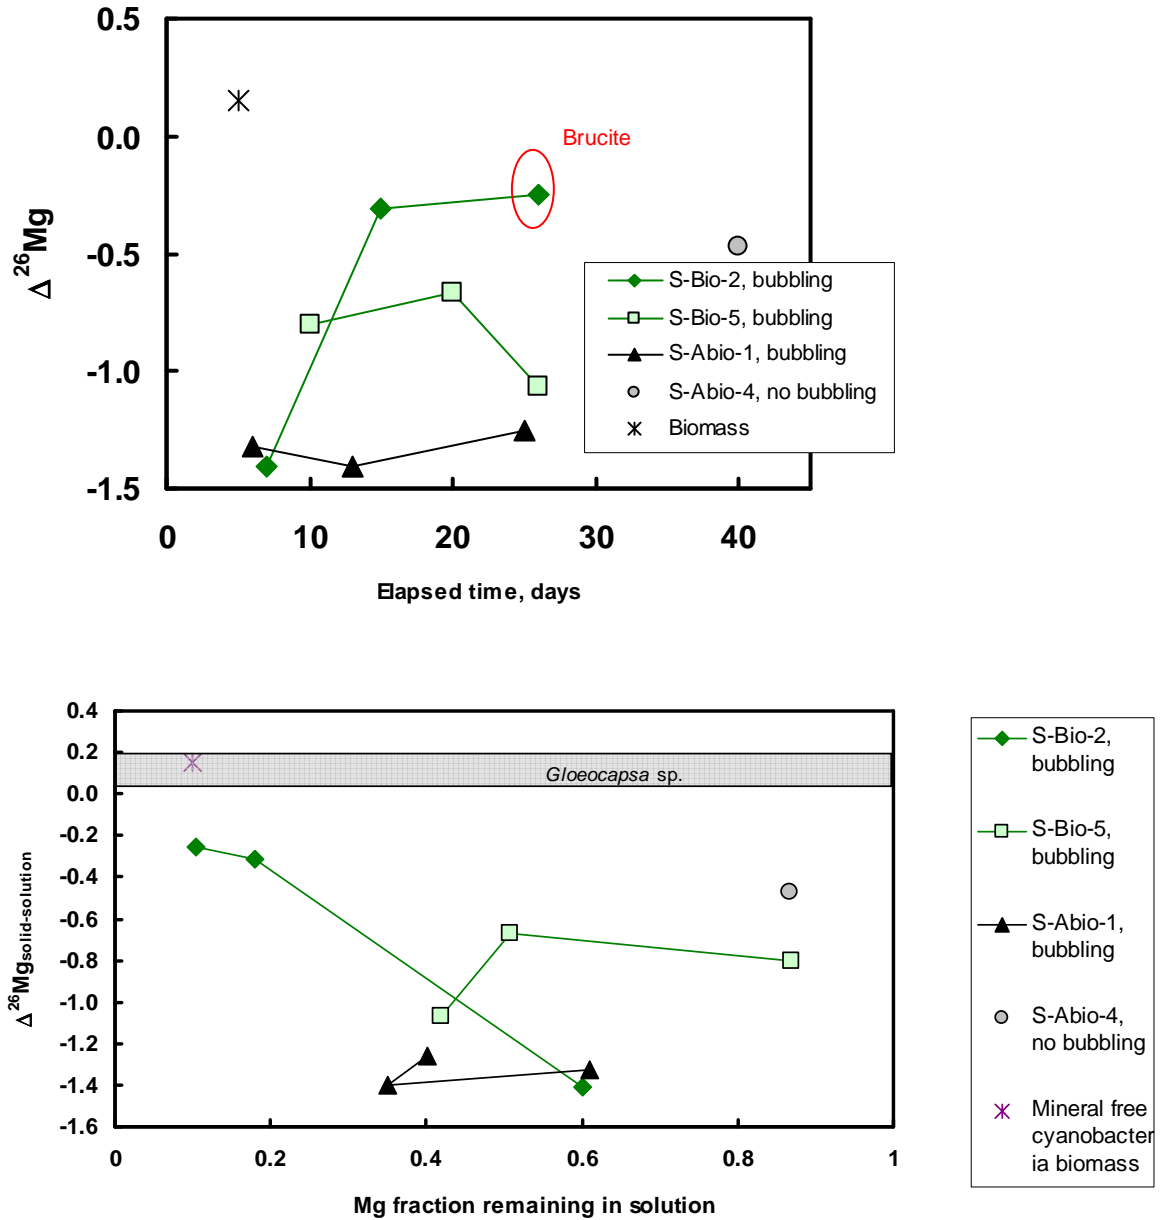 0.5
0.0
-0.5
-1.0
-1.5
Δ 26Mg
Brucite
S-Bio-2, bubbling
S-Bio-5, bubbling
S-Abio-1, bubbling
S-Abio-4, no bubbling
Biomass
0 10 20 30 40
Elapsed time, days
0.4
0.2
0.0
-0.2
-0.4
-0.6
-0.8
-1.0
-1.2
-1.4
-1.6
Δ 26Mgsolid-solution
Gloeocapsa sp.
0 0.2 0.4 0.6 0.8 1
Mg fraction remaining in solution
S-Bio-2,
bubbling
S-Bio-5,
bubbling
S-Abio-1,
bubbling
S-Abio-4,
no bubbling
Mineral free
cyanobacter
ia biomass